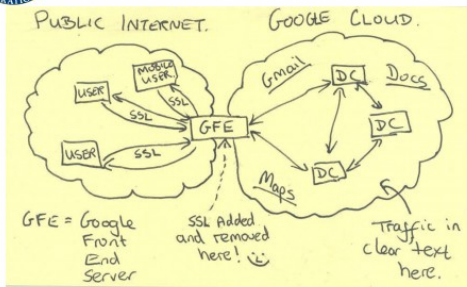 PUBLIC INTERNET.
GOOGLE CLOUD.
MOBILE
USER
USER
SSL
SSL
USER
SSL
GFE
Gmail
DC
Docs
DC
Maps
DC
GFE = Google
Front
End
Server
SSL Added
and removed
here!
Traffic in
clear text
here.